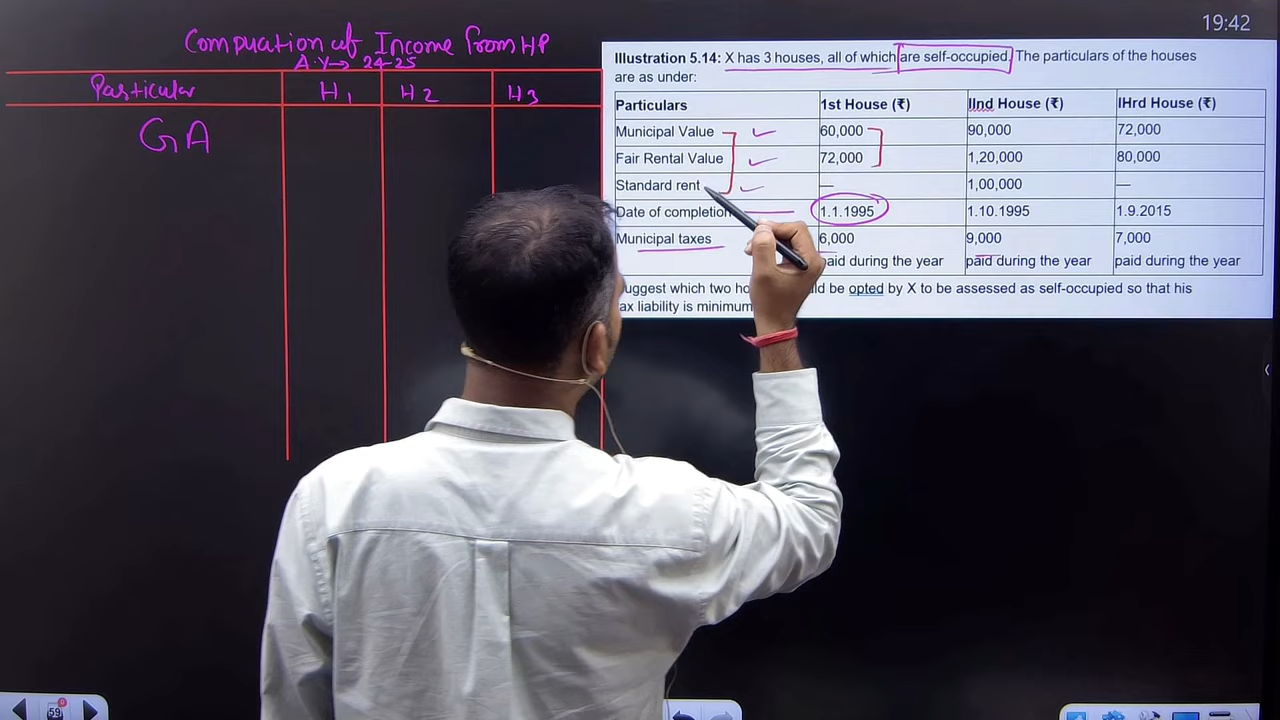 19:42
Compuation of Income from HP
A.Y→ 24-25
Particular H1 H2 H3
GA
Illustration 5.14: X has 3 houses, all of which are self-occupied. The particulars of the houses
are as under:
Particulars 1st House (₹) IInd House (₹) IHrd House (₹)
Municipal Value 60,000 90,000 72,000
Fair Rental Value 72,000 1,20,000 80,000
Standard rent — 1,00,000 —
Date of completion 1.1.1995 1.10.1995 1.9.2015
Municipal taxes 6,000 9,000 7,000
paid during the year paid during the year paid during the year
which two be opted by X to be assessed as self-occupied so that his
liability is minimum
59